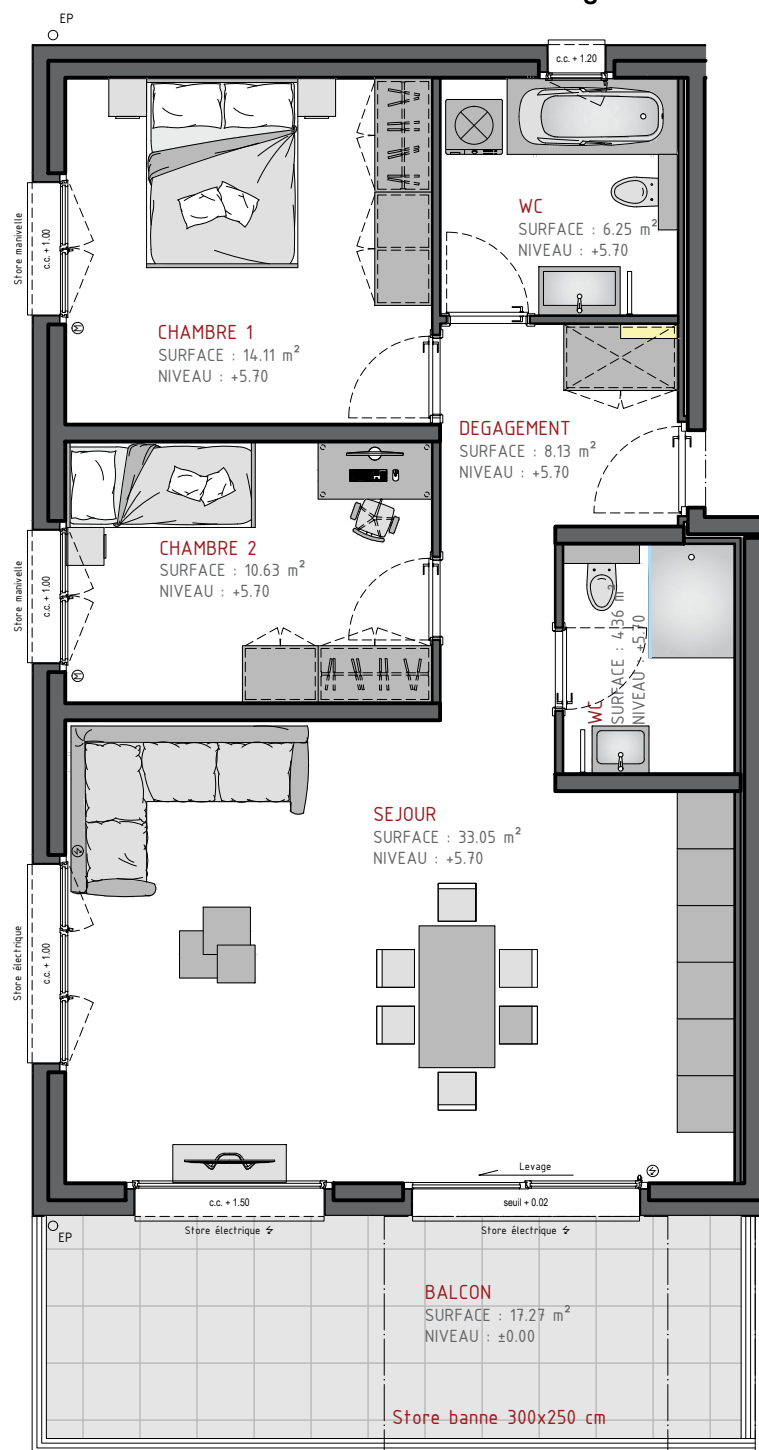 EP
c.c. + 1.20
Store manivelle
c.c. + 1.00
WC
SURFACE : 6.25 m²
NIVEAU : +5.70
CHAMBRE 1
SURFACE : 14.11 m²
NIVEAU : +5.70
M
DEGAGEMENT
SURFACE : 8.13 m²
NIVEAU : +5.70
Store manivelle
c.c. + 1.00
CHAMBRE 2
SURFACE : 10.63 m²
NIVEAU : +5.70
M
WC
SURFACE : 4.36 m²
NIVEAU : +5.70
SEJOUR
SURFACE : 33.05 m²
NIVEAU : +5.70
Store électrique
c.c. + 1.00
Levage
c.c. + 1.50
seuil + 0.02
Store électrique
Store électrique
EP
BALCON
SURFACE : 17.27 m²
NIVEAU : ±0.00
Store banne 300x250 cm